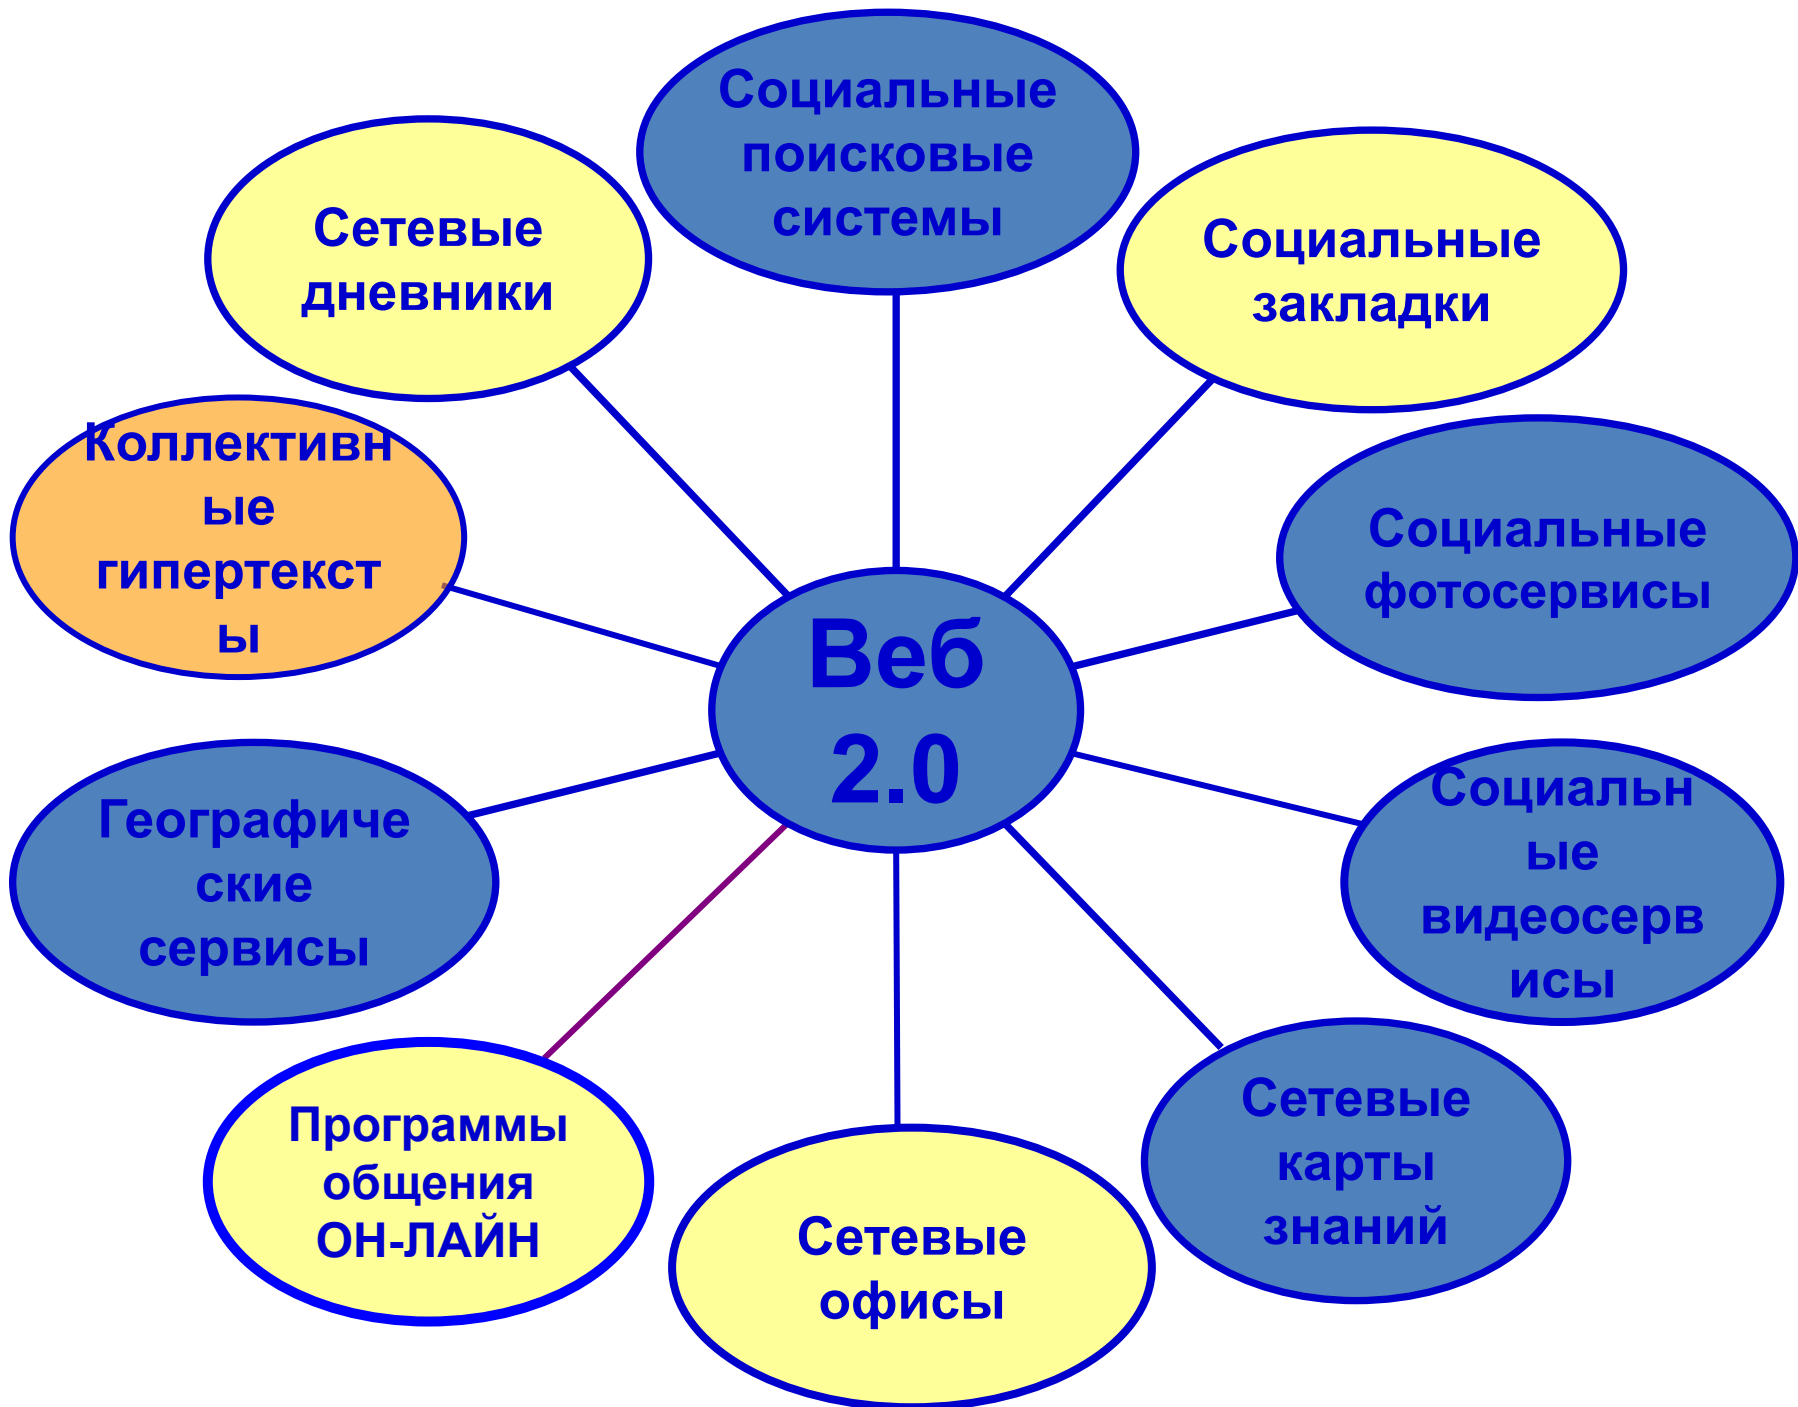 Социальные
поисковые
системы
Сетевые
дневники
Социальные
закладки
Коллективн
ые
гипертекст
ы
Социальные
фотосервисы
Веб
2.0
Географиче
ские
сервисы
Социальн
ые
видеосерв
исы
Программы
общения
ОН-ЛАЙН
Сетевые
офисы
Сетевые
карты
знаний